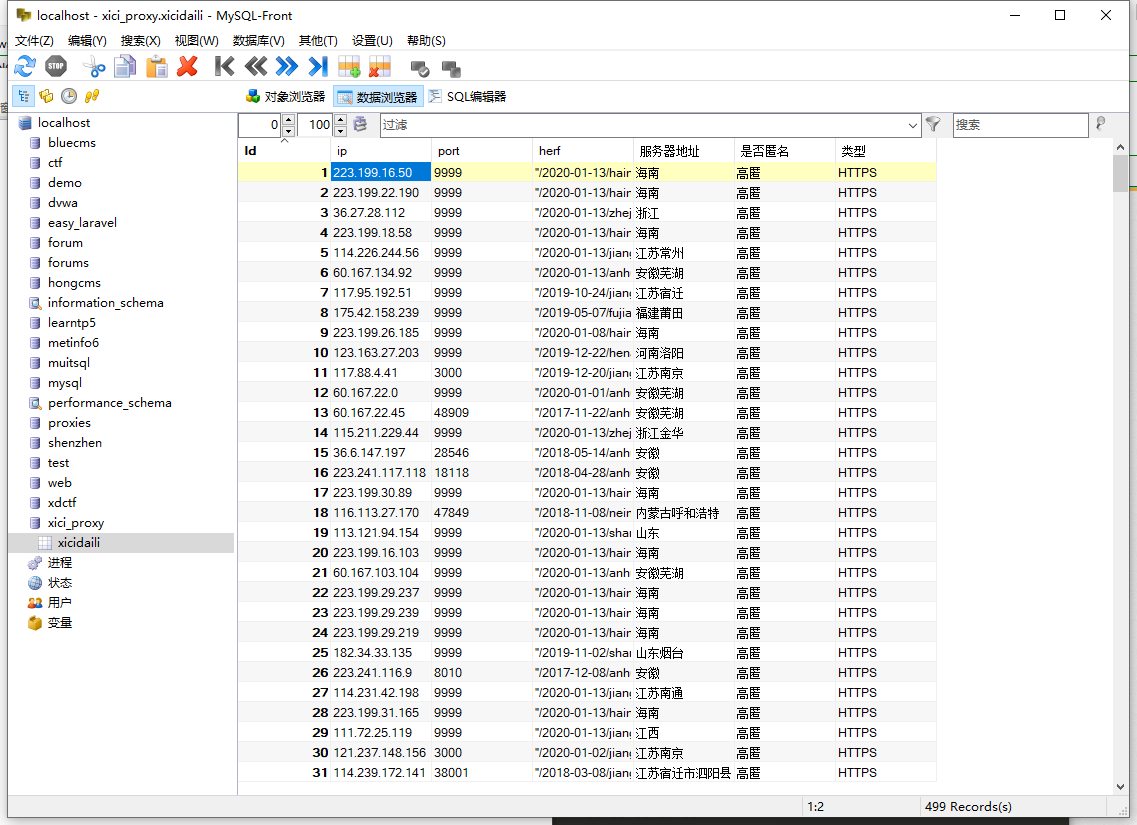 localhost - xici_proxy.xicidaili - MySQL-Front
文件(Z) 编辑(Y) 搜索(X) 视图(W) 数据库(V) 其他(T) 设置(U) 帮助(S)
STOP
对象浏览器 数据浏览器 SQL编辑器
localhost
bluecms
ctf
demo
dvwa
easy_laravel
forum
forums
hongcms
information_schema
learntp5
metinfo6
muitsql
mysql
performance_schema
proxies
shenzhen
test
web
xdctf
xici_proxy
xicidaili
进程
状态
用户
变量
0 100 过滤 搜索
Id ip port herf 服务器地址 是否匿名 类型
1 223.199.16.50 9999 "/2020-01-13/hain 海南 高匿 HTTPS
2 223.199.22.190 9999 "/2020-01-13/hain 海南 高匿 HTTPS
3 36.27.28.112 9999 "/2020-01-13/zhej 浙江 高匿 HTTPS
4 223.199.18.58 9999 "/2020-01-13/hain 海南 高匿 HTTPS
5 114.226.244.56 9999 "/2020-01-13/jiang 江苏常州 高匿 HTTPS
6 60.167.134.92 9999 "/2020-01-13/anh 安徽芜湖 高匿 HTTPS
7 117.95.192.51 9999 "/2019-10-24/jiang 江苏宿迁 高匿 HTTPS
8 175.42.158.239 9999 "/2019-05-07/fujia 福建莆田 高匿 HTTPS
9 223.199.26.185 9999 "/2020-01-08/hain 海南 高匿 HTTPS
10 123.163.27.203 9999 "/2019-12-22/hena 河南洛阳 高匿 HTTPS
11 117.88.4.41 3000 "/2019-12-20/jiang 江苏南京 高匿 HTTPS
12 60.167.22.0 9999 "/2020-01-01/anh 安徽芜湖 高匿 HTTPS
13 60.167.22.45 48909 "/2017-11-22/anh 安徽芜湖 高匿 HTTPS
14 115.211.229.44 9999 "/2020-01-13/zhej 浙江金华 高匿 HTTPS
15 36.6.147.197 28546 "/2018-05-14/anh 安徽 高匿 HTTPS
16 223.241.117.118 18118 "/2018-04-28/anh 安徽 高匿 HTTPS
17 223.199.30.89 9999 "/2020-01-13/hain 海南 高匿 HTTPS
18 116.113.27.170 47849 "/2018-11-08/neim 内蒙古呼和浩特 高匿 HTTPS
19 113.121.94.154 9999 "/2020-01-13/shan 山东 高匿 HTTPS
20 223.199.16.103 9999 "/2020-01-13/hain 海南 高匿 HTTPS
21 60.167.103.104 9999 "/2020-01-13/anh 安徽芜湖 高匿 HTTPS
22 223.199.29.237 9999 "/2020-01-13/hain 海南 高匿 HTTPS
23 223.199.29.239 9999 "/2020-01-13/hain 海南 高匿 HTTPS
24 223.199.29.219 9999 "/2020-01-13/hain 海南 高匿 HTTPS
25 182.34.33.135 9999 "/2019-11-02/shan 山东烟台 高匿 HTTPS
26 223.241.116.9 8010 "/2017-12-08/anh 安徽 高匿 HTTPS
27 114.231.42.198 9999 "/2020-01-13/jiang 江苏南通 高匿 HTTPS
28 223.199.31.165 9999 "/2020-01-13/hain 海南 高匿 HTTPS
29 111.72.25.119 9999 "/2020-01-13/jiang 江西 高匿 HTTPS
30 121.237.148.156 3000 "/2020-01-02/jiang 江苏南京 高匿 HTTPS
31 114.239.172.141 38001 "/2018-03-08/jiang 江苏宿迁市泗阳县 高匿 HTTPS
1:2 499 Records(s)